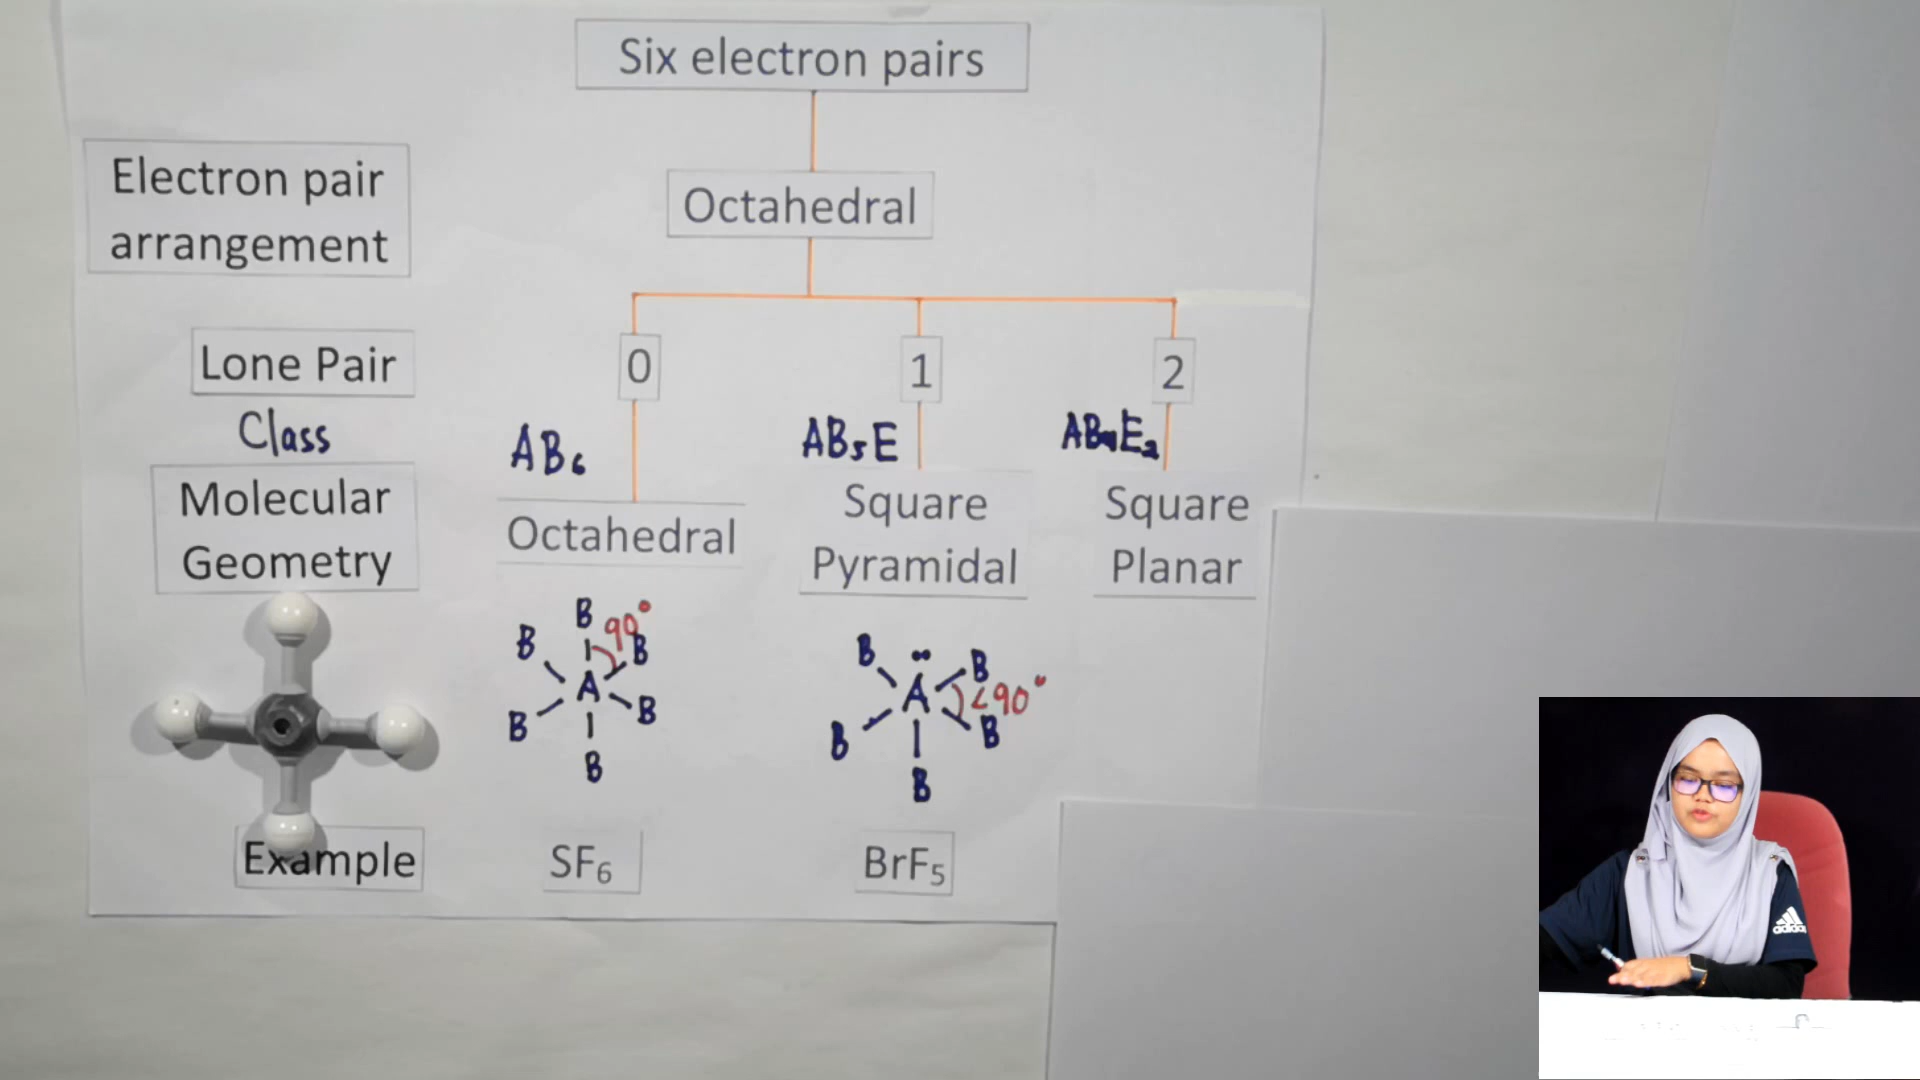 Six electron pairs
Electron pair
arrangement
Octahedral
Lone Pair
0
1
2
Class
AB₆
AB₅E
AB₄E₂
Molecular
Geometry
Octahedral
Square
Pyramidal
Square
Planar
B
B
90°
B
A
B
B
B
B
B
A
<90°
B
B
B
Example
SF₆
BrF₅
adidas